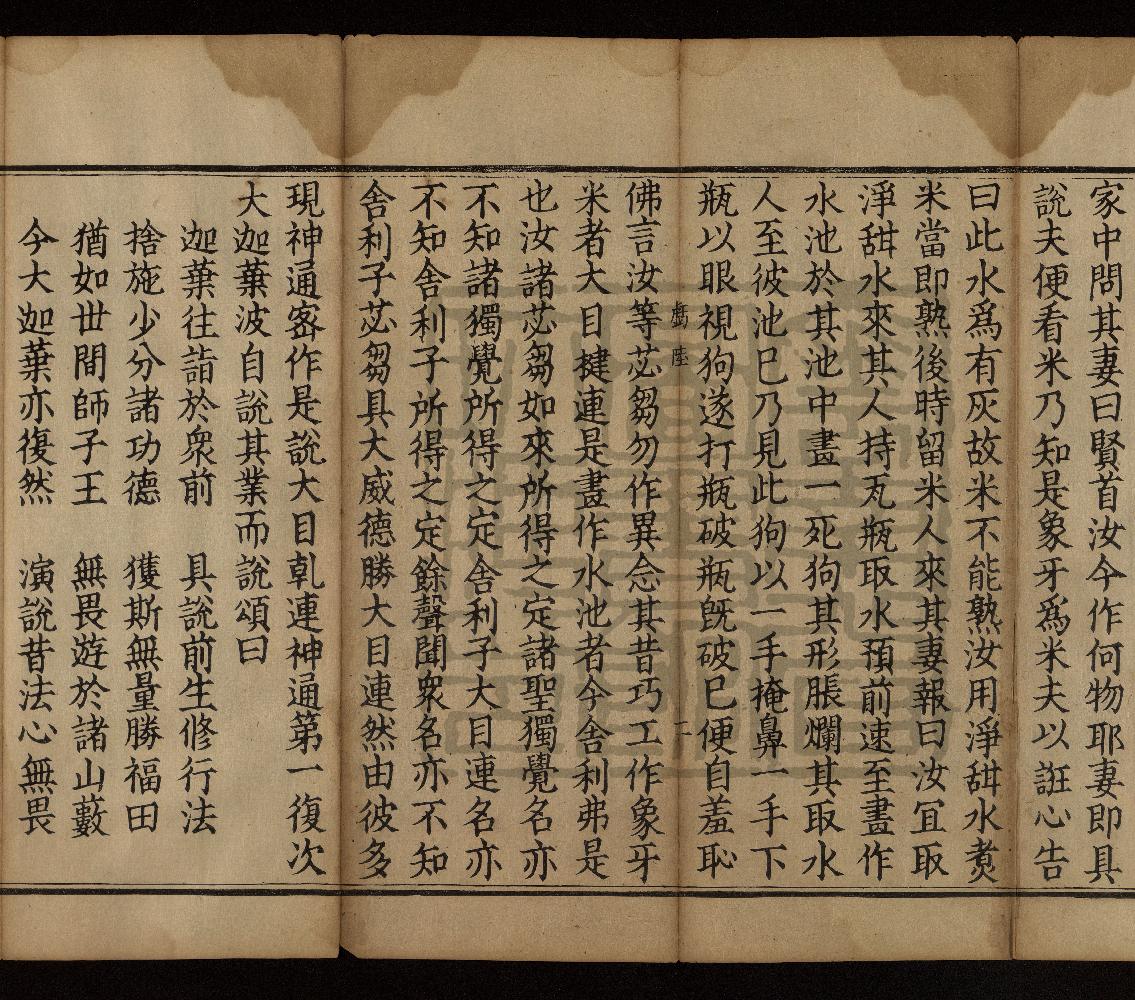 家中問其妻曰賢首汝今作何物耶妻即具
說夫便看米乃知是象牙爲米夫以誑心告
曰此水爲有灰故米不能熟汝用淨甜水煑
米當即熟後時留米人來其妻報曰汝冝取
淨甜水來其人持瓦瓶取水預前速至畫作
水池於其池中畫一死狗其形脹爛其取水
人至彼池巳乃見此狗以一手掩鼻一手下
瓶以眼視狗遂打瓶破瓶旣破巳便自羞恥
佛言汝等苾芻勿作異念其昔巧工作象牙
米者大目揵連是畫作水池者今舍利弗是
也汝諸苾芻如來所得之定諸聖獨覺名亦
不知諸獨覺所得之定舍利子大目連名亦
不知舍利子所得之定餘聲聞衆名亦不知
舍利子苾芻具大威德勝大目連然由彼多
現神通密作是說大目乹連神通第一復次
大迦葉波自說其業而說頌曰
迦葉往詣於衆前　具說前生修行法
捨施少分諸功德　獲斯無量勝福田
猶如世間師子王　無畏遊於諸山藪
今大迦葉亦復然　演說昔法心無畏